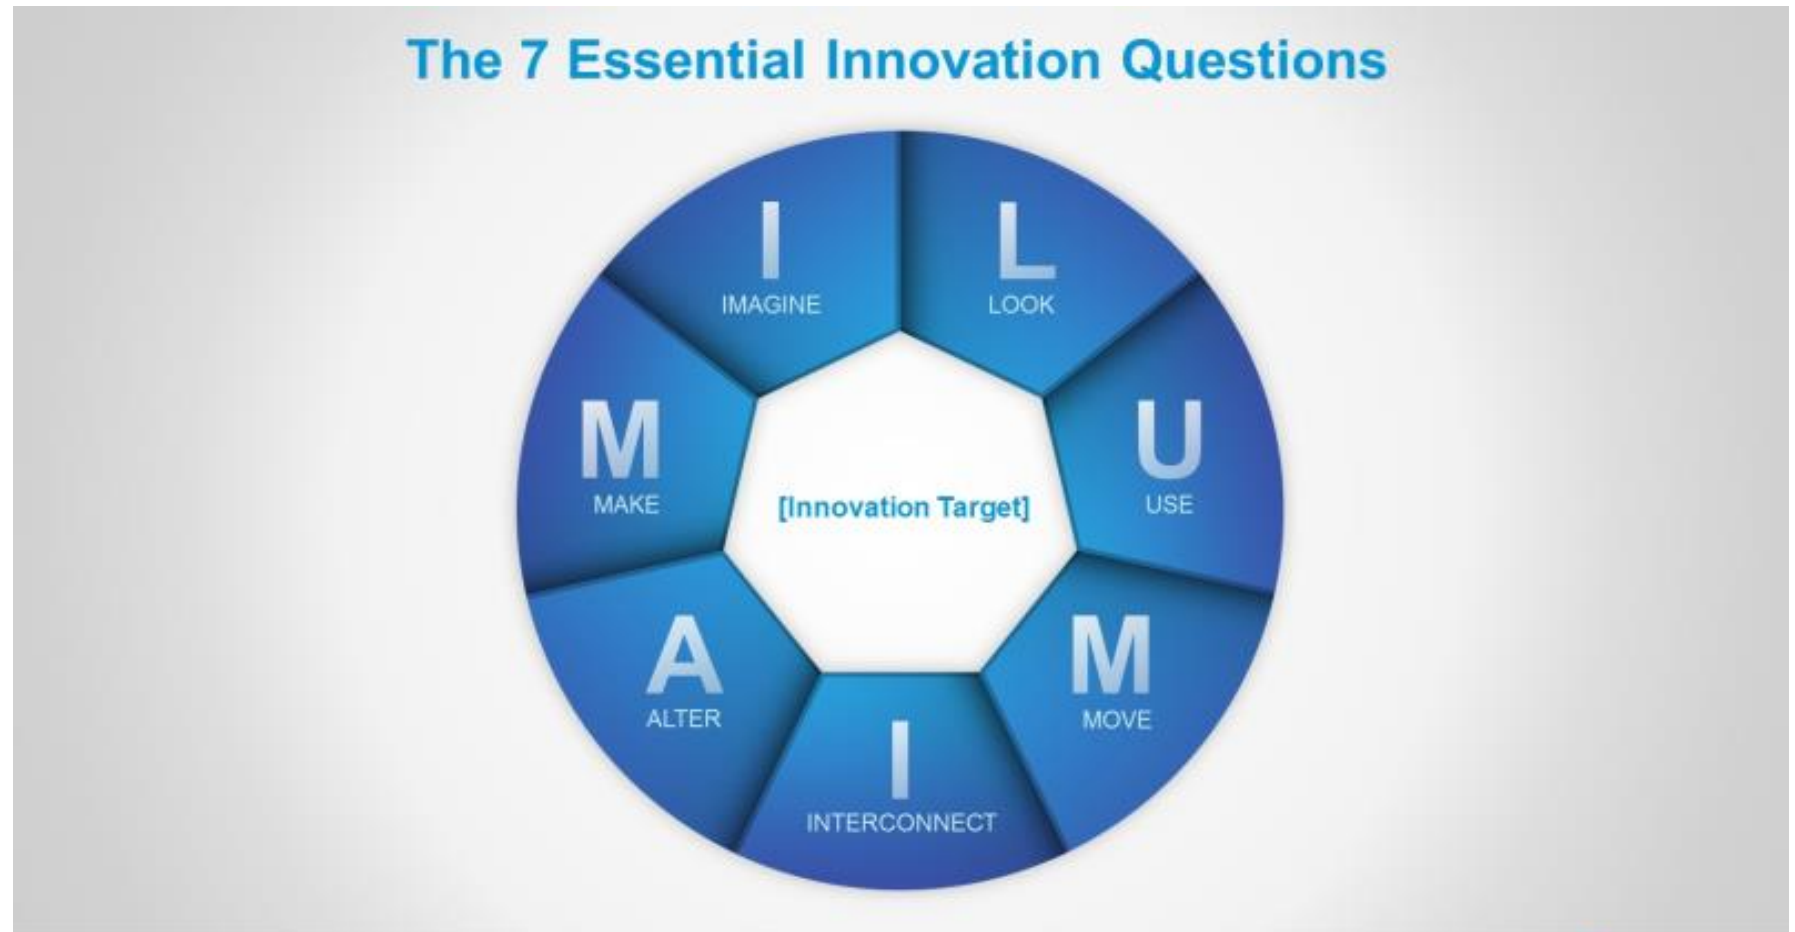 The 7 Essential Innovation Questions
L
LOOK
U
USE
M
MOVE
I
INTERCONNECT
A
ALTER
M
MAKE
I
IMAGINE
[Innovation Target]